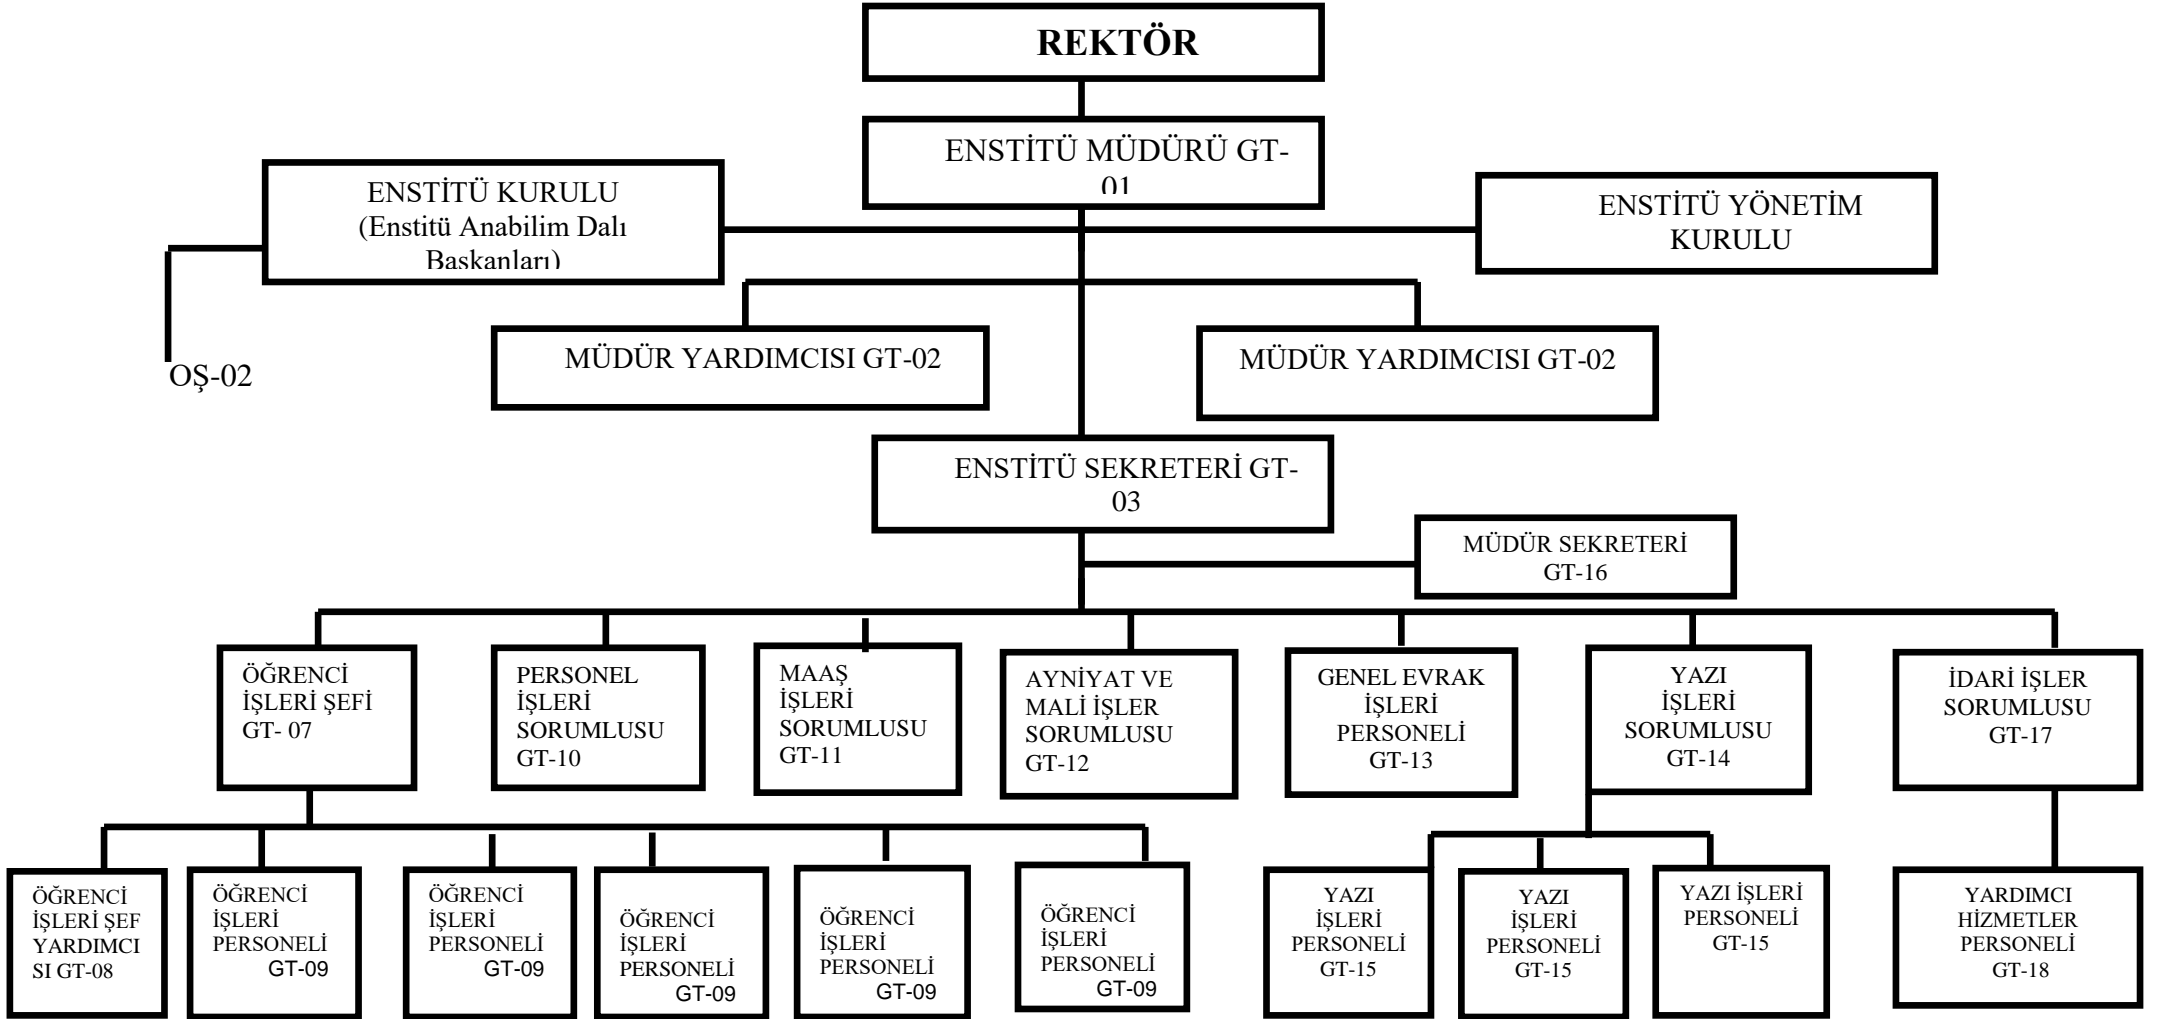 REKTÖR
ENSTİTÜ MÜDÜRÜ GT-
01
ENSTİTÜ KURULU
(Enstitü Anabilim Dalı
Başkanları)
ENSTİTÜ YÖNETİM
KURULU
OŞ-02
MÜDÜR YARDIMCISI GT-02
MÜDÜR YARDIMCISI GT-02
ENSTİTÜ SEKRETERİ GT-
03
MÜDÜR SEKRETERİ
GT-16
ÖĞRENCİ
İŞLERİ ŞEFİ
GT- 07
PERSONEL
İŞLERİ
SORUMLUSU
GT-10
MAAŞ
İŞLERİ
SORUMLUSU
GT-11
AYNİYAT VE
MALİ İŞLER
SORUMLUSU
GT-12
GENEL EVRAK
İŞLERİ
PERSONELİ
GT-13
YAZI
İŞLERİ
SORUMLUSU
GT-14
İDARİ İŞLER
SORUMLUSU
GT-17
ÖĞRENCİ
İŞLERİ ŞEF
YARDIMCI
SI GT-08
ÖĞRENCİ
İŞLERİ
PERSONELİ
GT-09
ÖĞRENCİ
İŞLERİ
PERSONELİ
GT-09
ÖĞRENCİ
İŞLERİ
PERSONELİ
GT-09
ÖĞRENCİ
İŞLERİ
PERSONELİ
GT-09
ÖĞRENCİ
İŞLERİ
PERSONELİ
GT-09
YAZI
İŞLERİ
PERSONELİ
GT-15
YAZI
İŞLERİ
PERSONELİ
GT-15
YAZI İŞLERİ
PERSONELİ
GT-15
YARDIMCI
HİZMETLER
PERSONELİ
GT-18